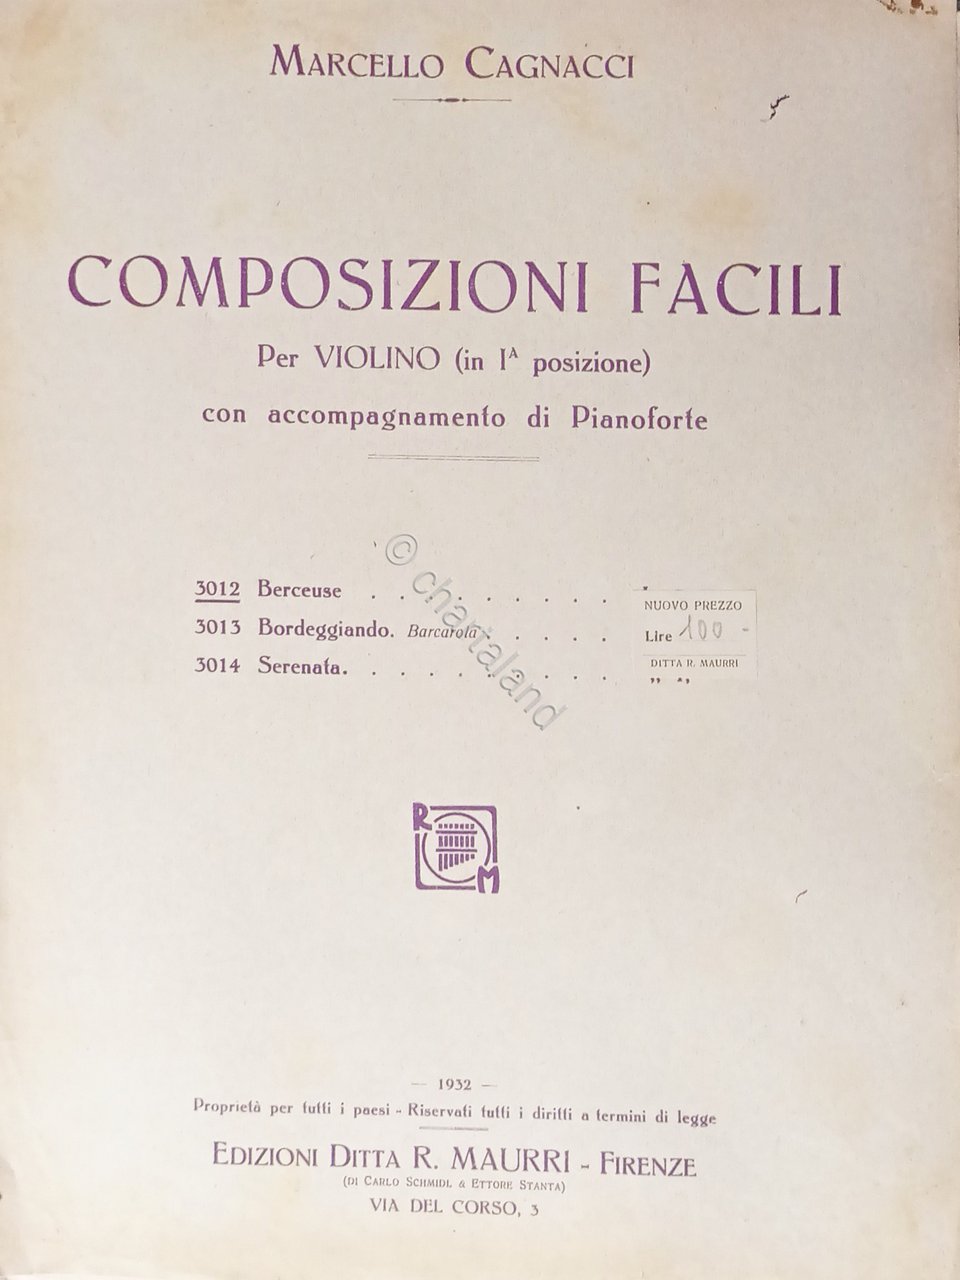 MARCELLO CAGNACCI
COMPOSIZIONI FACILI
Per VIOLINO (in Iᴬ posizione)
con accompagnamento di Pianoforte
3012 Berceuse . . . . . . . . .
3013 Bordeggiando. Barcarola . . . . .
3014 Serenata. . . . . . . . . .
NUOVO PREZZO
Lire 100 -
DITTA R. MAURRI
„ „
© chartaland
R
M
— 1932 —
Proprietà per tutti i paesi - Riservati tutti i diritti a termini di legge
EDIZIONI DITTA R. MAURRI - FIRENZE
(DI CARLO SCHMIDL & ETTORE STANTA)
VIA DEL CORSO, 3